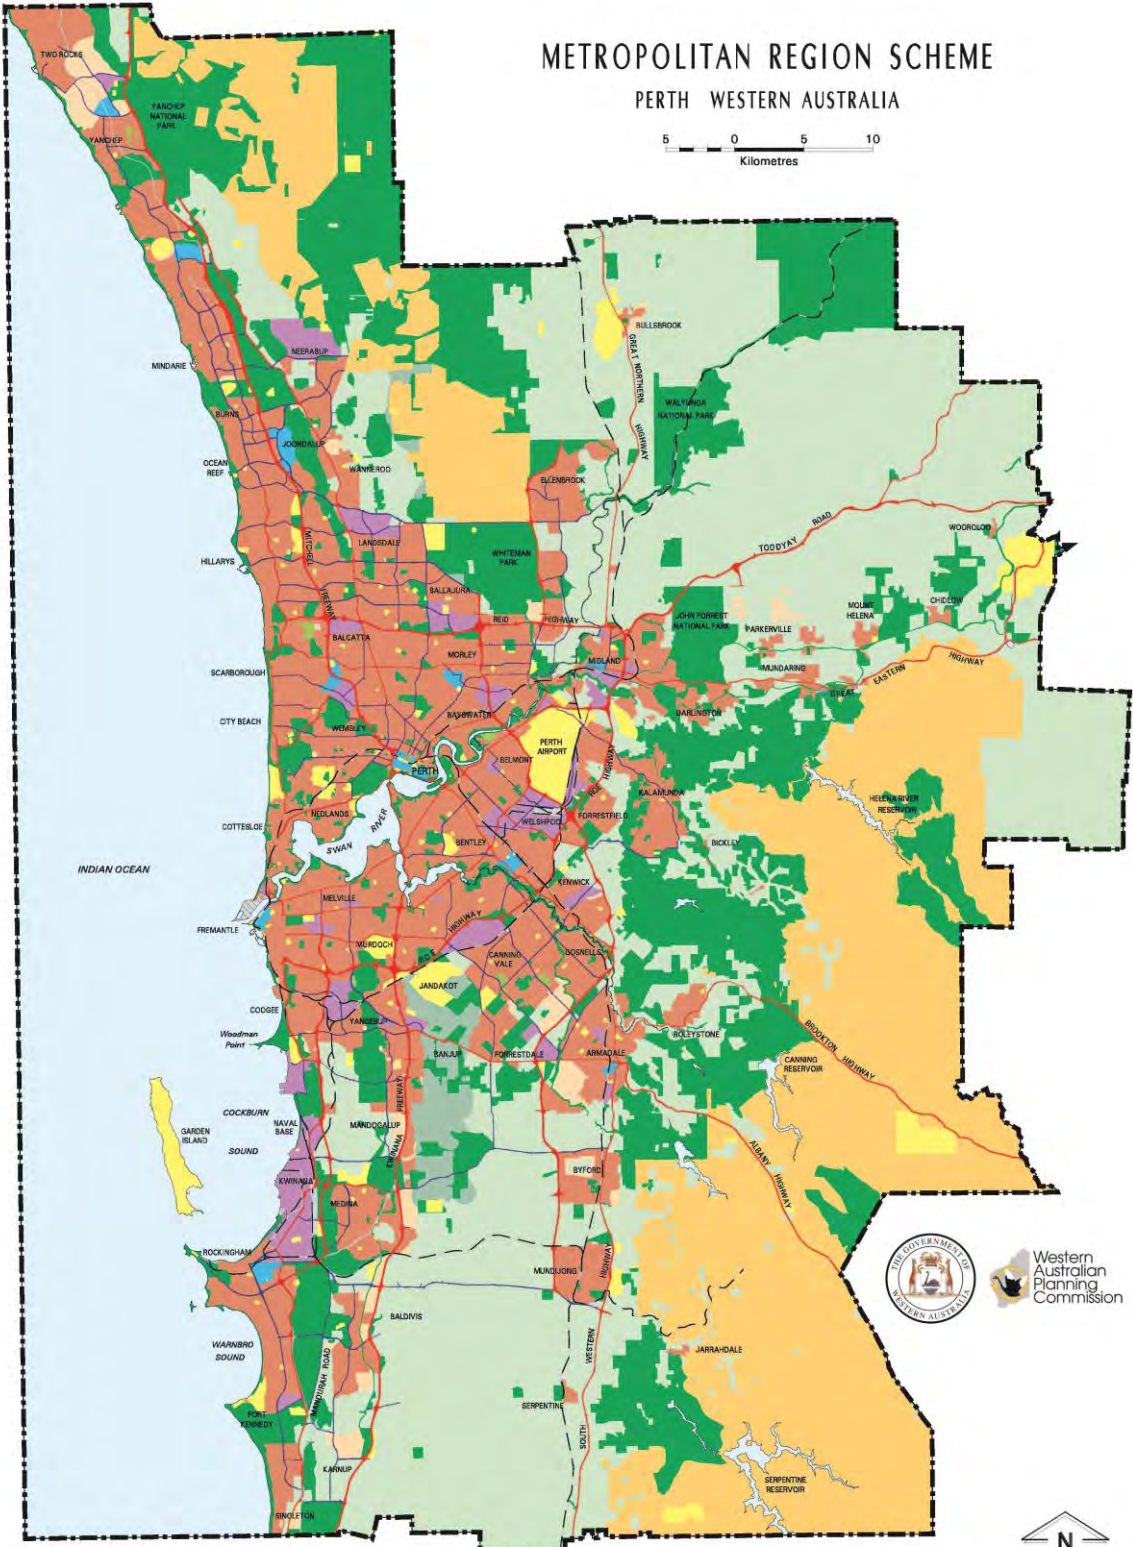 METROPOLITAN REGION SCHEME
PERTH WESTERN AUSTRALIA
5 0 5 10
Kilometres
TWO ROCKS
YANCHEP
NATIONAL
PARK
YANCHEP
BULLSBROOK
GREAT NORTHERN
HIGHWAY
NEERABUP
MINDARIE
WALYUNGA
NATIONAL PARK
BURNS
JOONDALUP
OCEAN
REEF
WANNEROO
ELLENBROOK
TOODYAY ROAD
WOOROLOO
MITCHELL
FREEWAY
LANDSDALE
WHITEMAN
PARK
HILLARYS
BALLAJURA
CHIDLOW
MOUNT
HELENA
JOHN FORREST
NATIONAL PARK
PARKERVILLE
REID HIGHWAY
BALCATTA
MORLEY
MIDLAND
MUNDARING
SCARBOROUGH
GREAT EASTERN HIGHWAY
CITY BEACH
BAYSWATER
DARLINGTON
WEMBLEY
PERTH
AIRPORT
BELMONT
PERTH
ROE HIGHWAY
KALAMUNDA
HELENA RIVER
RESERVOIR
NEDLANDS
COTTESLOE
WELSHPOOL
FORRESTFIELD
SWAN RIVER
BENTLEY
BICKLEY
INDIAN OCEAN
KENWICK
MELVILLE
FREMANTLE
ROE HIGHWAY
MURDOCH
CANNING
VALE
GOSNELLS
JANDAKOT
COOGEE
YANGEBUP
Woodman
Point
ROLEYSTONE
BROOKTON HIGHWAY
BANJUP
FORRESTDALE
ARMADALE
CANNING
RESERVOIR
COCKBURN
SOUND
NAVAL
BASE
GARDEN
ISLAND
MANDOGALUP
KWINANA FREEWAY
ALBANY HIGHWAY
BYFORD
KWINANA
MEDINA
ROCKINGHAM
MUNDIJONG
THE GOVERNMENT OF
WESTERN AUSTRALIA
Western
Australian
Planning
Commission
BALDIVIS
WARNBRO
SOUND
MANDURAH ROAD
SOUTH WESTERN HIGHWAY
JARRAHDALE
SERPENTINE
PORT
KENNEDY
KARNUP
SERPENTINE
RESERVOIR
SINGLETON
N